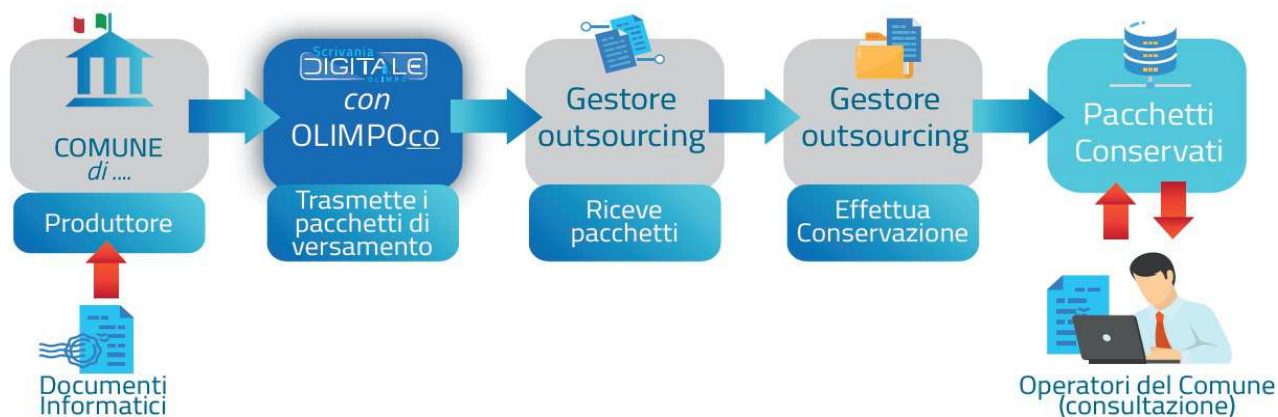 COMUNE
di ....
Produttore
Documenti
Informatici
Scrivania
DIGITALE
OLIMPO
con
OLIMPOco
Trasmette i
pacchetti di
versamento
Gestore
outsourcing
Riceve
pacchetti
Gestore
outsourcing
Effettua
Conservazione
Pacchetti
Conservati
Operatori del Comune
(consultazione)